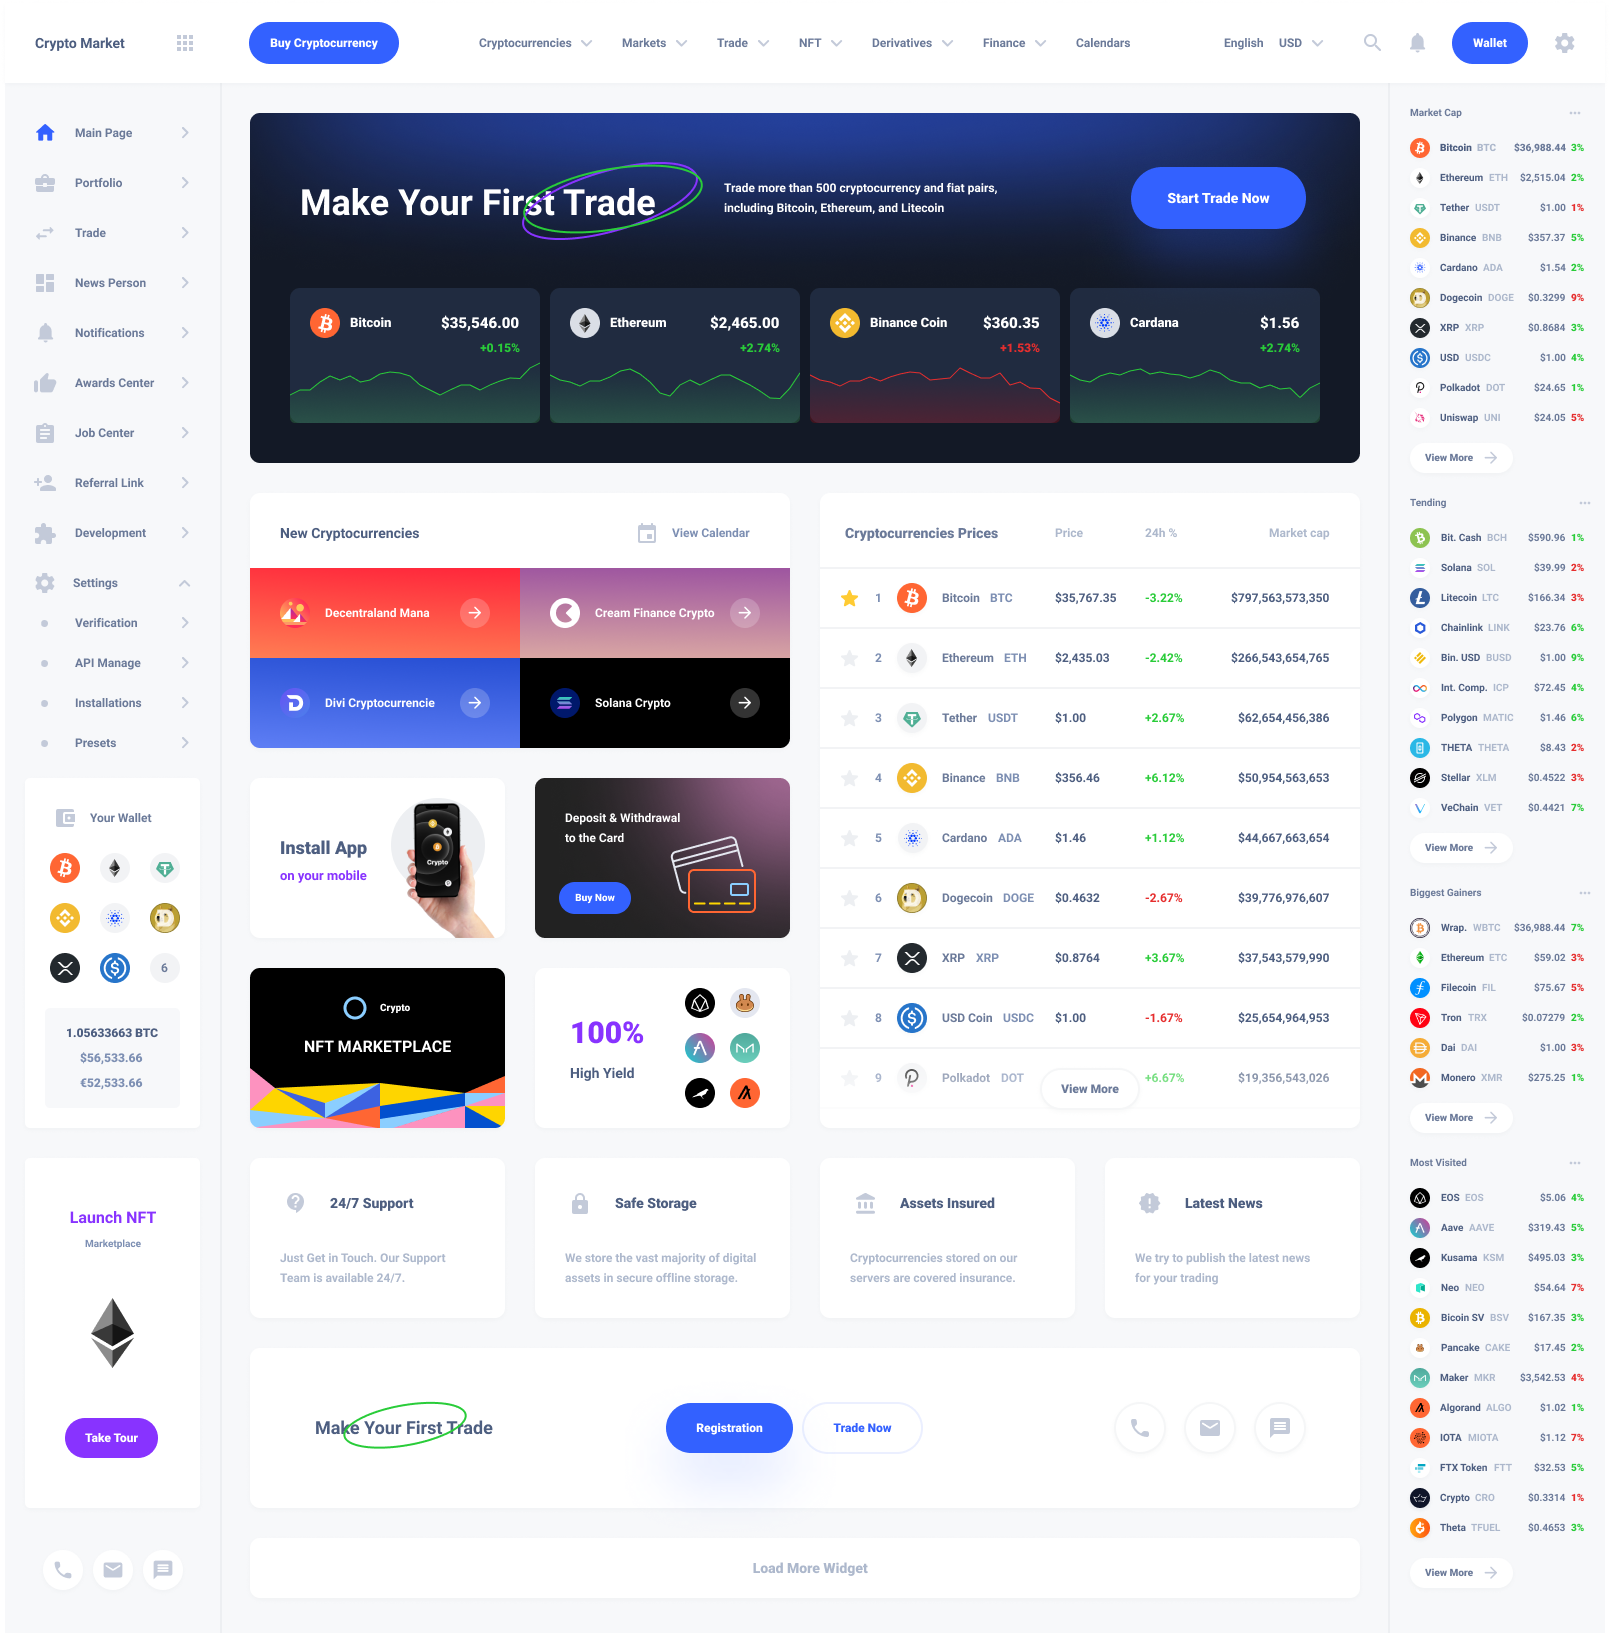 Crypto Market
Buy Cryptocurrency
Cryptocurrencies
Markets
Trade
NFT
Derivatives
Finance
Calendars
English
USD
Wallet
Main Page
Portfolio
Trade
News Person
Notifications
Awards Center
Job Center
Referral Link
Development
Settings
Verification
API Manage
Installations
Presets
Your Wallet
6
1.05633663 BTC
$56,533.66
€52,533.66
Launch NFT
Marketplace
Take Tour
Make Your First Trade
Trade more than 500 cryptocurrency and fiat pairs,
including Bitcoin, Ethereum, and Litecoin
Start Trade Now
Bitcoin $35,546.00
+0.15%
Ethereum $2,465.00
+2.74%
Binance Coin $360.35
+1.53%
Cardana $1.56
+2.74%
New Cryptocurrencies
View Calendar
Decentraland Mana
Cream Finance Crypto
Divi Cryptocurrencie
Solana Crypto
Install App
on your mobile
Crypto
Deposit & Withdrawal
to the Card
Buy Now
Crypto
NFT MARKETPLACE
100%
High Yield
Cryptocurrencies Prices Price 24h % Market cap
1 Bitcoin BTC $35,767.35 -3.22% $797,563,573,350
2 Ethereum ETH $2,435.03 -2.42% $266,543,654,765
3 Tether USDT $1.00 +2.67% $62,654,456,386
4 Binance BNB $356.46 +6.12% $50,954,563,653
5 Cardano ADA $1.46 +1.12% $44,667,663,654
6 Dogecoin DOGE $0.4632 -2.67% $39,776,976,607
7 XRP XRP $0.8764 +3.67% $37,543,579,990
8 USD Coin USDC $1.00 -1.67% $25,654,964,953
9 Polkadot DOT +6.67% $19,356,543,026
View More
24/7 Support
Just Get in Touch. Our Support
Team is available 24/7.
Safe Storage
We store the vast majority of digital
assets in secure offline storage.
Assets Insured
Cryptocurrencies stored on our
servers are covered insurance.
Latest News
We try to publish the latest news
for your trading
Make Your First Trade
Registration
Trade Now
Load More Widget
Market Cap
Bitcoin BTC $36,988.44 3%
Ethereum ETH $2,515.04 2%
Tether USDT $1.00 1%
Binance BNB $357.37 5%
Cardano ADA $1.54 2%
Dogecoin DOGE $0.3299 9%
XRP XRP $0.8684 3%
USD USDC $1.00 4%
Polkadot DOT $24.65 1%
Uniswap UNI $24.05 5%
View More
Tending
Bit. Cash BCH $590.96 1%
Solana SOL $39.99 2%
Litecoin LTC $166.34 3%
Chainlink LINK $23.76 6%
Bin. USD BUSD $1.00 9%
Int. Comp. ICP $72.45 4%
Polygon MATIC $1.46 6%
THETA THETA $8.43 2%
Stellar XLM $0.4522 3%
VeChain VET $0.4421 7%
View More
Biggest Gainers
Wrap. WBTC $36,988.44 7%
Ethereum ETC $59.02 3%
Filecoin FIL $75.67 5%
Tron TRX $0.07279 2%
Dai DAI $1.00 3%
Monero XMR $275.25 1%
View More
Most Visited
EOS EOS $5.06 4%
Aave AAVE $319.43 5%
Kusama KSM $495.03 3%
Neo NEO $54.64 7%
Bicoin SV BSV $167.35 3%
Pancake CAKE $17.45 2%
Maker MKR $3,542.53 4%
Algorand ALGO $1.02 1%
IOTA MIOTA $1.12 7%
FTX Token FTT $32.53 5%
Crypto CRO $0.3314 1%
Theta TFUEL $0.4653 3%
View More